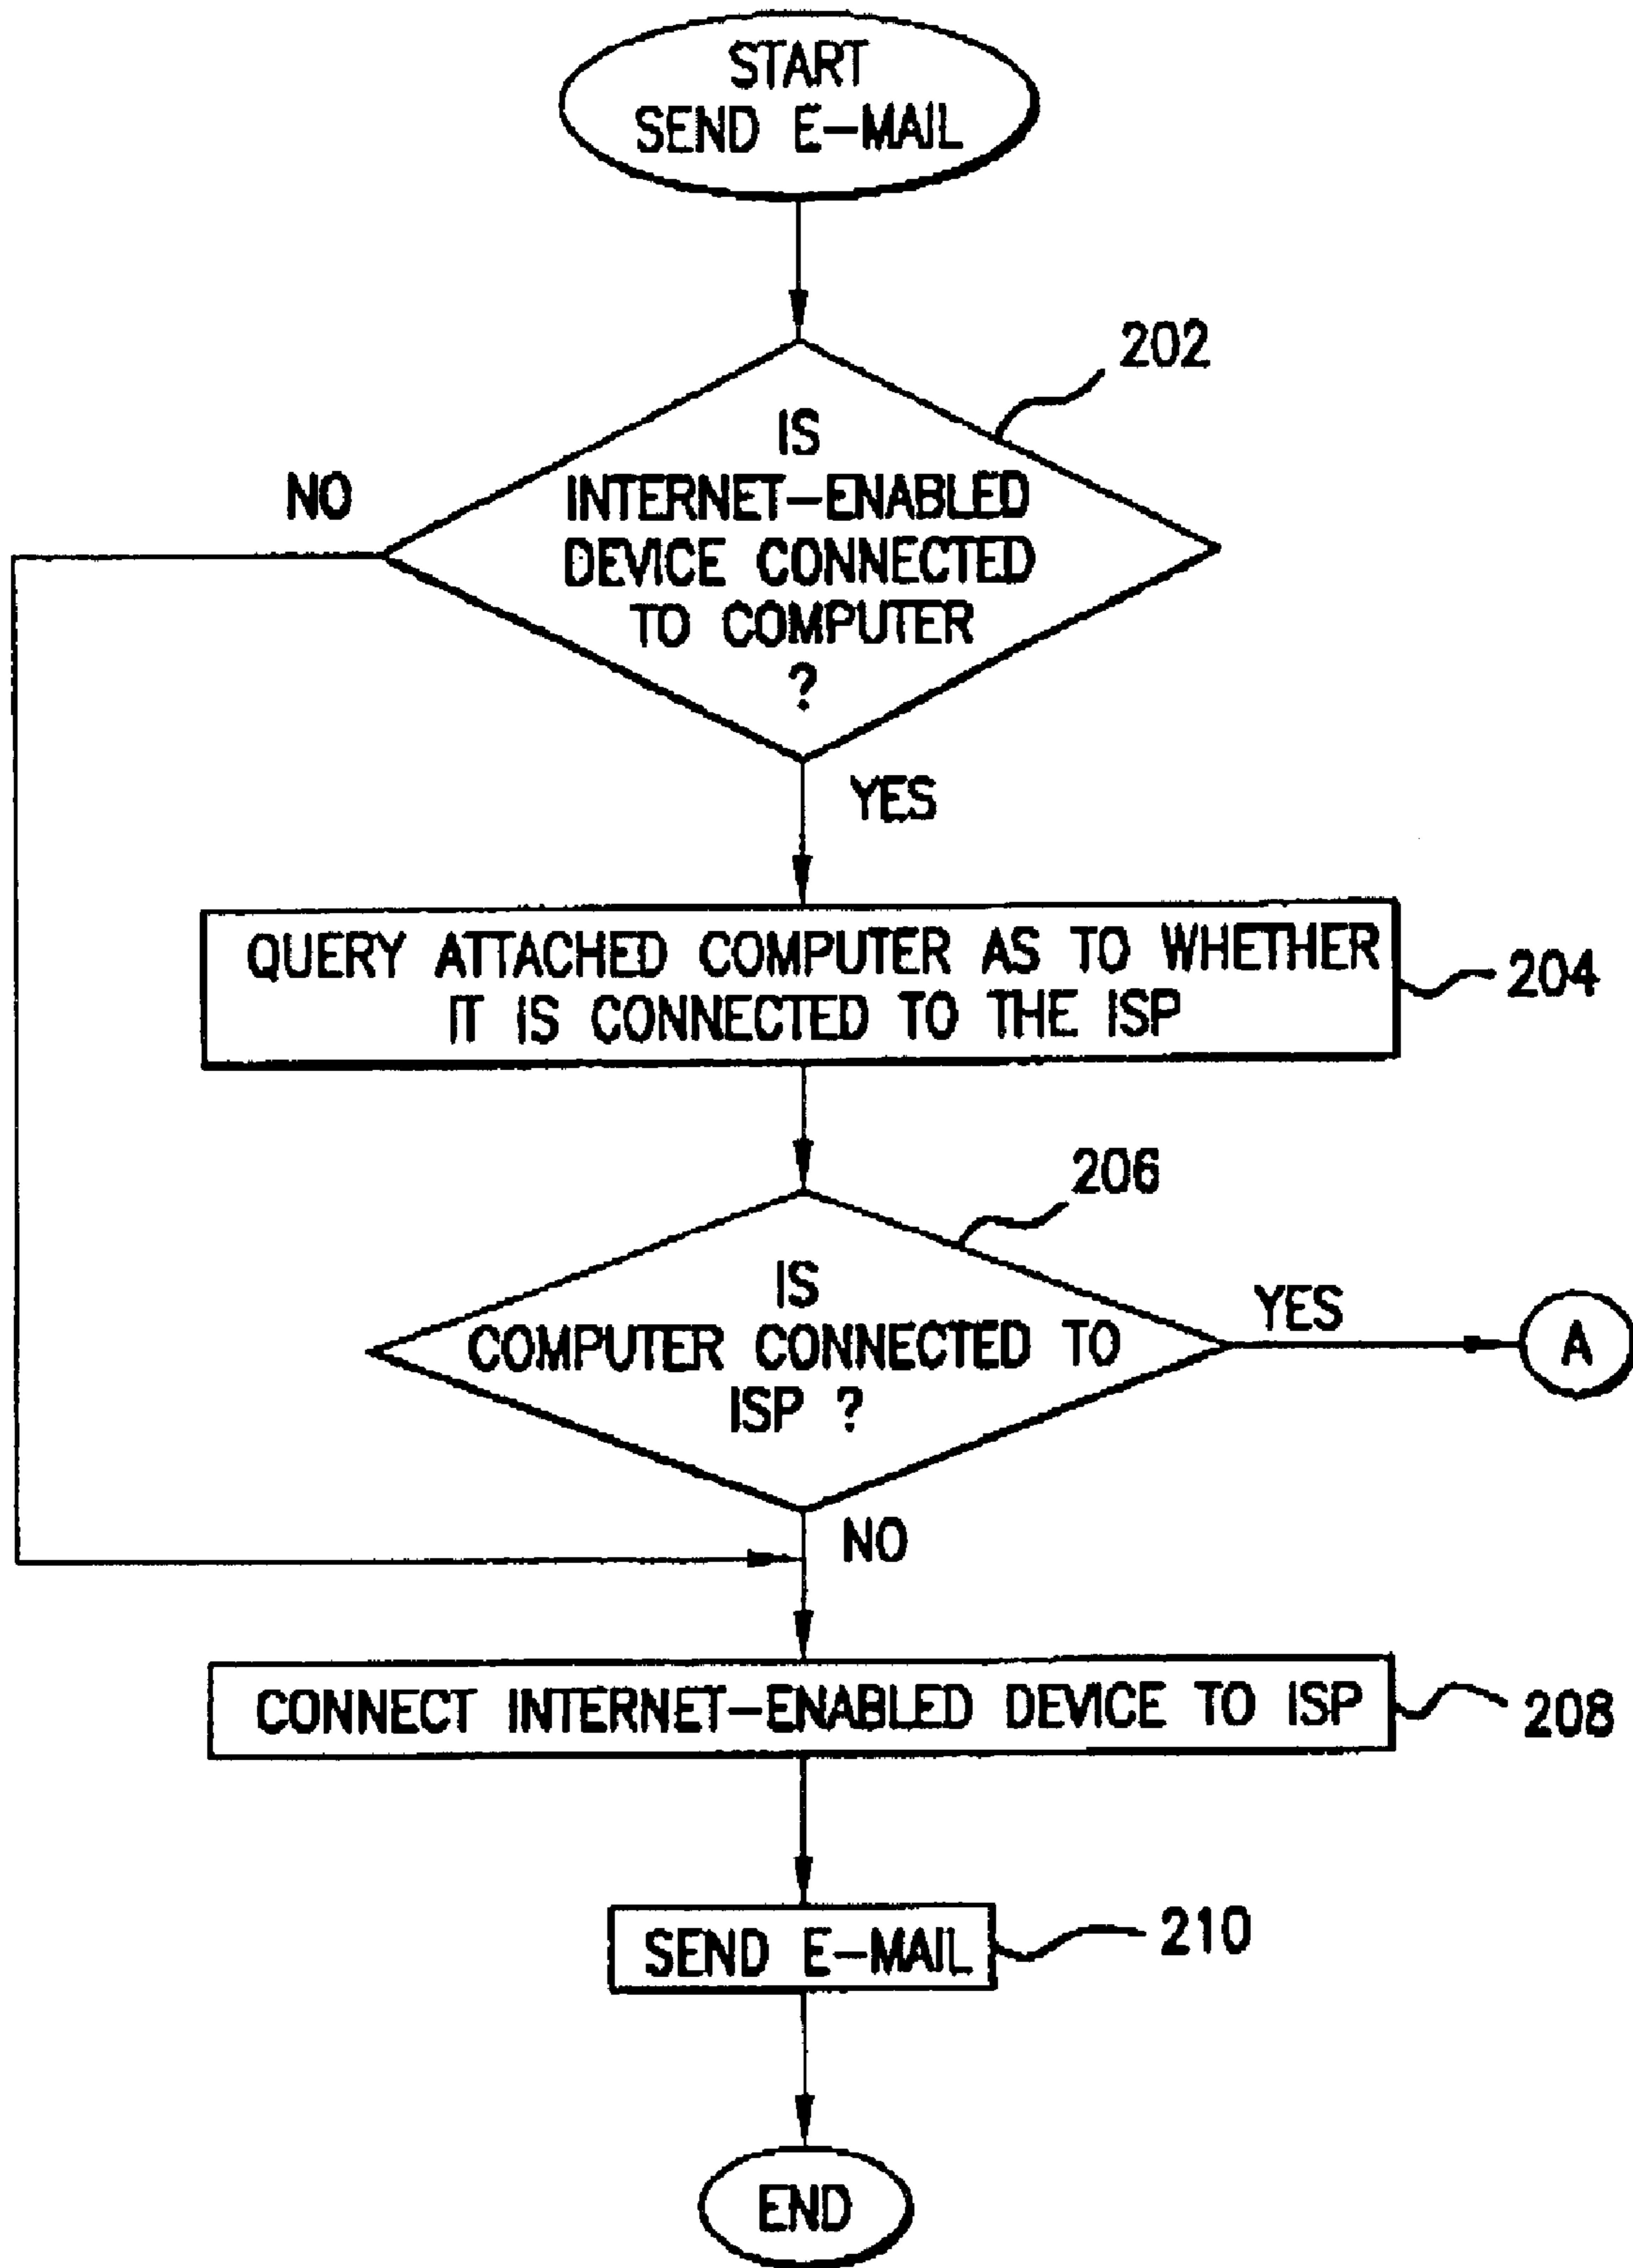 START
SEND E-MAIL
202
IS
INTERNET-ENABLED
DEVICE CONNECTED
TO COMPUTER
?
NO
YES
QUERY ATTACHED COMPUTER AS TO WHETHER
IT IS CONNECTED TO THE ISP
204
206
IS
COMPUTER CONNECTED TO
ISP ?
YES
A
NO
CONNECT INTERNET-ENABLED DEVICE TO ISP
208
SEND E-MAIL
210
END